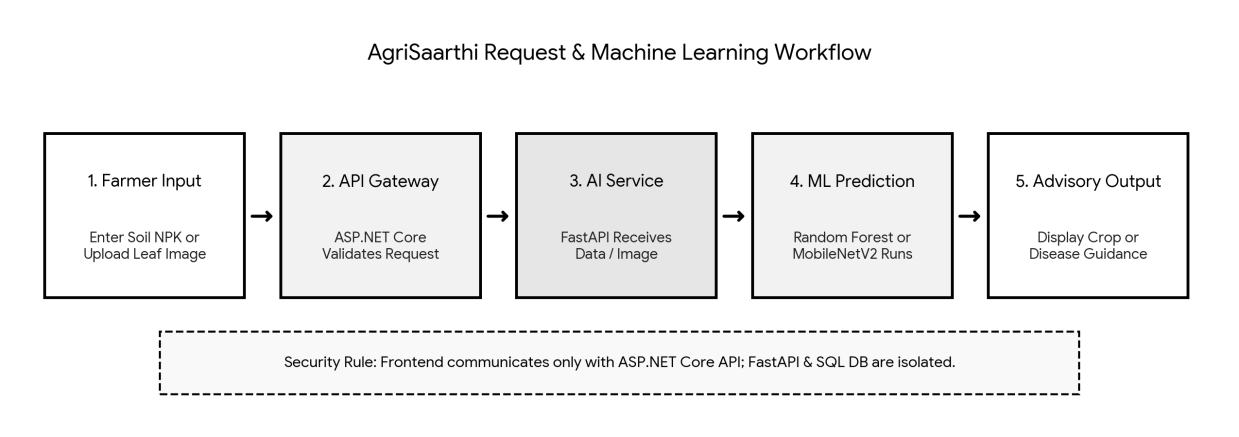 AgriSaarthi Request & Machine Learning Workflow
1. Farmer Input
Enter Soil NPK or
Upload Leaf Image
2. API Gateway
ASP.NET Core
Validates Request
3. AI Service
FastAPI Receives
Data / Image
4. ML Prediction
Random Forest or
MobileNetV2 Runs
5. Advisory Output
Display Crop or
Disease Guidance
Security Rule: Frontend communicates only with ASP.NET Core API; FastAPI & SQL DB are isolated.